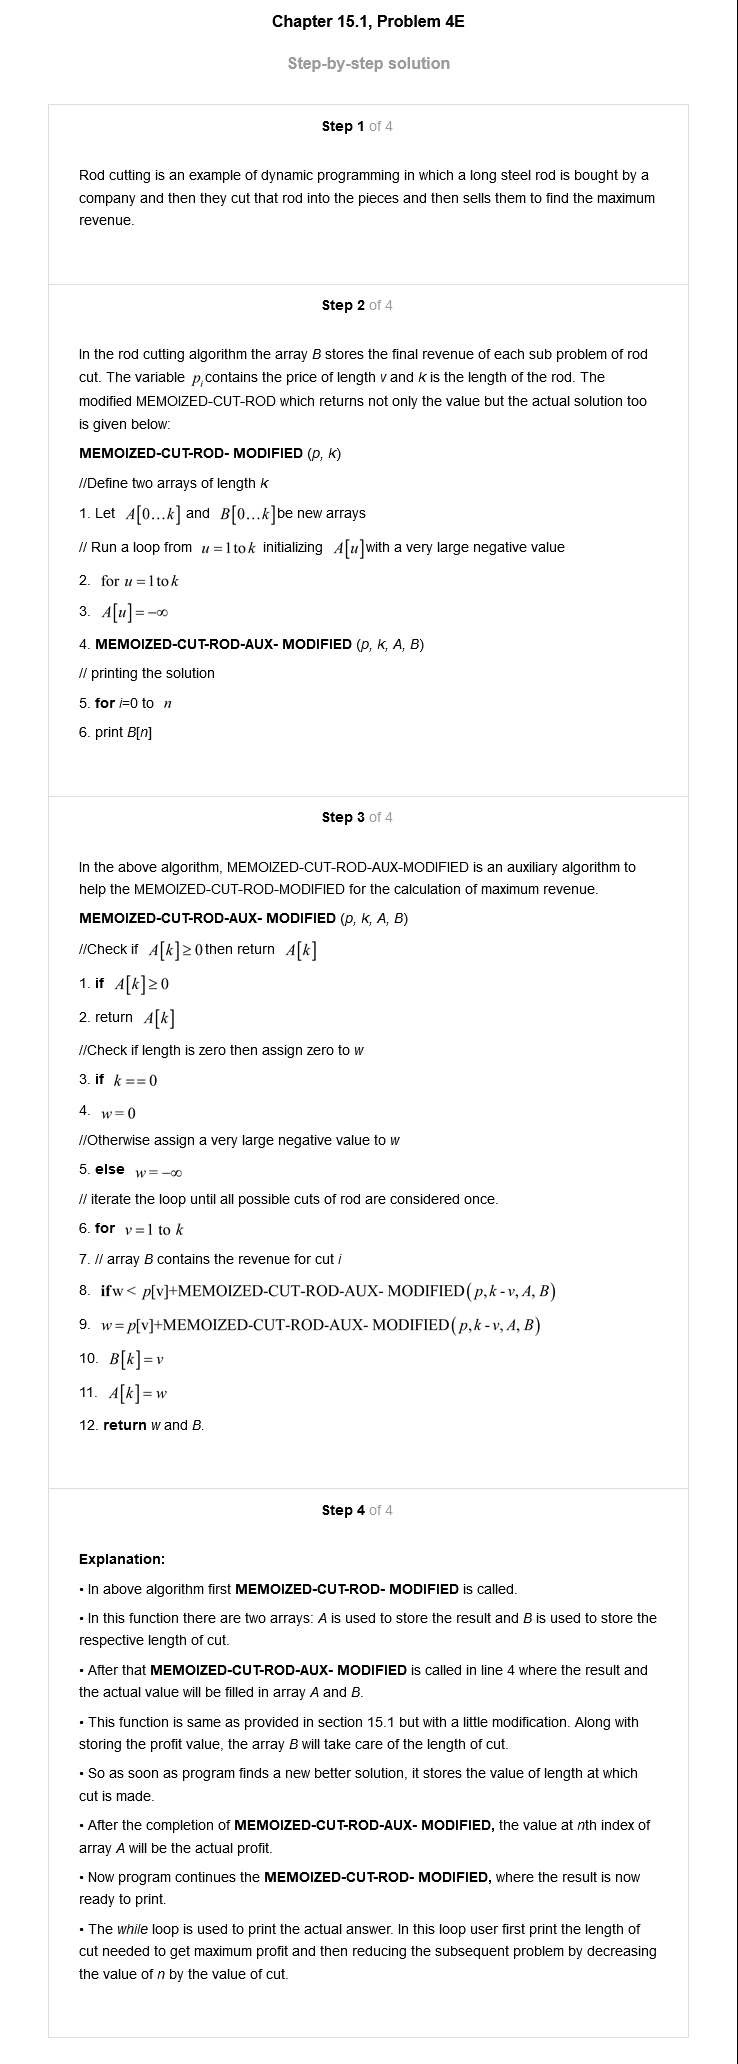 Chapter 15.1, Problem 4E
Step-by-step solution
Step 1 of 4
Rod cutting is an example of dynamic programming in which a long steel rod is bought by a
company and then they cut that rod into the pieces and then sells them to find the maximum
revenue.
Step 2 of 4
In the rod cutting algorithm the array B stores the final revenue of each sub problem of rod
cut. The variable p_i contains the price of length v and k is the length of the rod. The
modified MEMOIZED-CUT-ROD which returns not only the value but the actual solution too
is given below:
MEMOIZED-CUT-ROD- MODIFIED (p, k)
//Define two arrays of length k
1. Let A[0...k] and B[0...k]be new arrays
// Run a loop from u = 1 to k initializing A[u]with a very large negative value
2. for u = 1 to k
3. A[u] = -∞
4. MEMOIZED-CUT-ROD-AUX- MODIFIED (p, k, A, B)
// printing the solution
5. for i=0 to n
6. print B[n]
Step 3 of 4
In the above algorithm, MEMOIZED-CUT-ROD-AUX-MODIFIED is an auxiliary algorithm to
help the MEMOIZED-CUT-ROD-MODIFIED for the calculation of maximum revenue.
MEMOIZED-CUT-ROD-AUX- MODIFIED (p, k, A, B)
//Check if A[k] ≥ 0 then return A[k]
1. if A[k] ≥ 0
2. return A[k]
//Check if length is zero then assign zero to w
3. if k == 0
4. w = 0
//Otherwise assign a very large negative value to w
5. else w = -∞
// iterate the loop until all possible cuts of rod are considered once.
6. for v = 1 to k
7. // array B contains the revenue for cut i
8. ifw < p[v]+MEMOIZED-CUT-ROD-AUX- MODIFIED(p,k-v, A, B)
9. w = p[v]+MEMOIZED-CUT-ROD-AUX- MODIFIED(p,k-v, A, B)
10. B[k] = v
11. A[k] = w
12. return w and B.
Step 4 of 4
Explanation:
• In above algorithm first MEMOIZED-CUT-ROD- MODIFIED is called.
• In this function there are two arrays: A is used to store the result and B is used to store the
respective length of cut.
• After that MEMOIZED-CUT-ROD-AUX- MODIFIED is called in line 4 where the result and
the actual value will be filled in array A and B.
• This function is same as provided in section 15.1 but with a little modification. Along with
storing the profit value, the array B will take care of the length of cut.
• So as soon as program finds a new better solution, it stores the value of length at which
cut is made.
• After the completion of MEMOIZED-CUT-ROD-AUX- MODIFIED, the value at nth index of
array A will be the actual profit.
• Now program continues the MEMOIZED-CUT-ROD- MODIFIED, where the result is now
ready to print.
• The while loop is used to print the actual answer. In this loop user first print the length of
cut needed to get maximum profit and then reducing the subsequent problem by decreasing
the value of n by the value of cut.